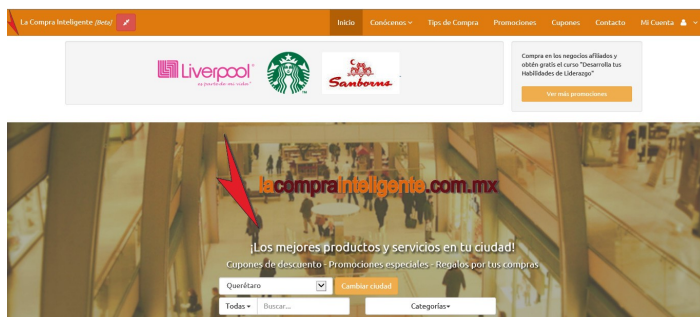 La Compra Inteligente (Beta)
Inicio
Conócenos
Tips de Compra
Promociones
Cupones
Contacto
Mi Cuenta
Liverpool
es parte de mi vida
Sanborns
Compra en los negocios afiliados y
obtén gratis el curso "Desarrolla tus
Habilidades de Liderazgo"
Ver más promociones
lacomprainteligente.com.mx
¡Los mejores productos y servicios en tu ciudad!
Cupones de descuento - Promociones especiales - Regalos por tus compras
Querétaro
Cambiar ciudad
Todas
Buscar...
Categorías